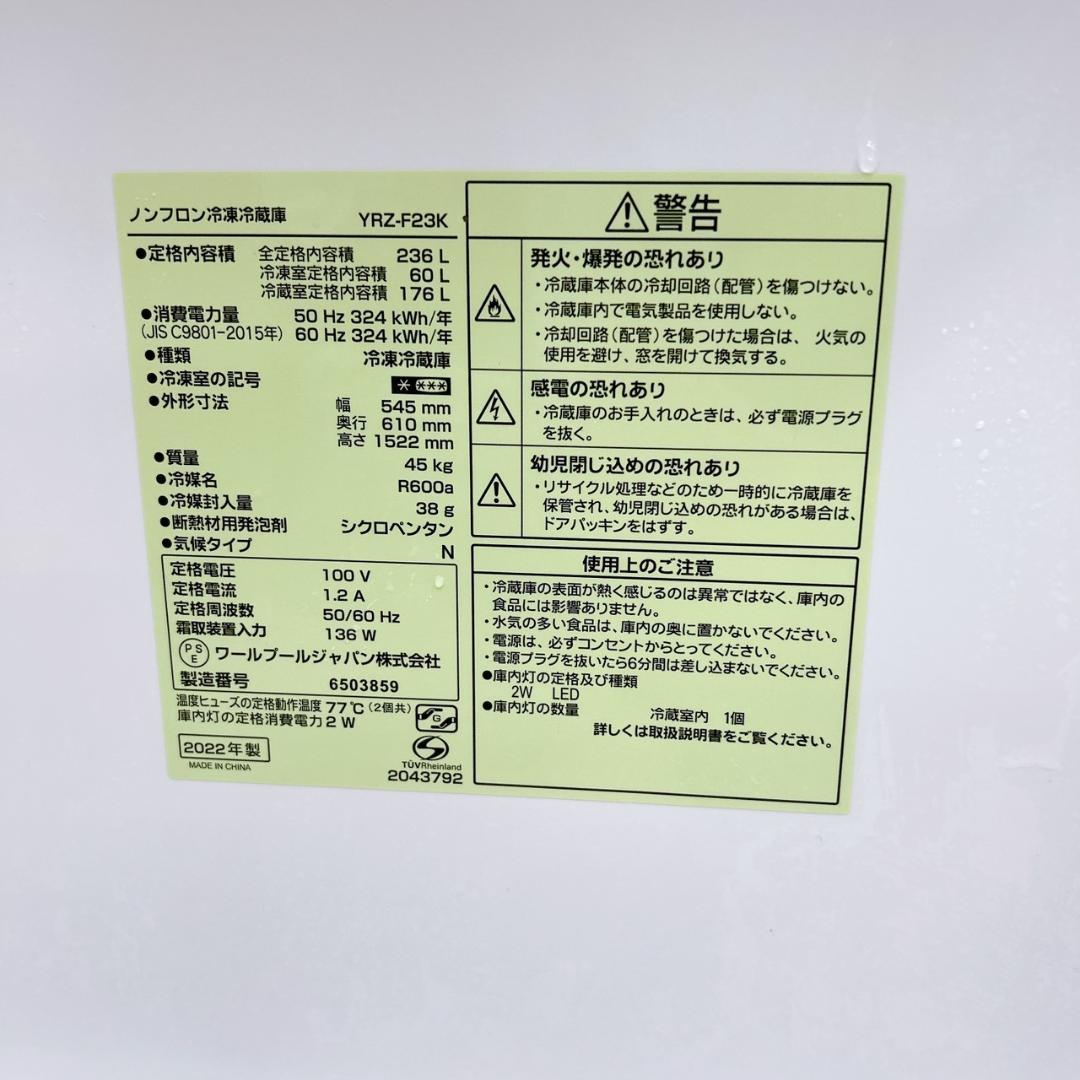 ノンフロン冷凍冷蔵庫 YRZ-F23K
●定格内容積 全定格内容積 236 L
冷凍室定格内容積 60 L
冷蔵室定格内容積 176 L
●消費電力量 50 Hz 324 kWh/年
(JIS C9801-2015年) 60 Hz 324 kWh/年
●種類 冷凍冷蔵庫
●冷凍室の記号
●外形寸法 幅 545 mm
奥行 610 mm
高さ 1522 mm
●質量 45 kg
●冷媒名 R600a
●冷媒封入量 38 g
●断熱材用発泡剤 シクロペンタン
●気候タイプ N
定格電圧 100 V
定格電流 1.2 A
定格周波数 50/60 Hz
霜取装置入力 136 W
PSE ワールプールジャパン株式会社
製造番号 6503859
温度ヒューズの定格動作温度 77℃(2個共)
庫内灯の定格消費電力2 W
G
2022年製
MADE IN CHINA
TÜVRheinland
2043792
警告
発火・爆発の恐れあり
・冷蔵庫本体の冷却回路(配管)を傷つけない。
・冷蔵庫内で電気製品を使用しない。
・冷却回路(配管)を傷つけた場合は、火気の
使用を避け、窓を開けて換気する。
感電の恐れあり
・冷蔵庫のお手入れのときは、必ず電源プラグ
を抜く。
幼児閉じ込めの恐れあり
・リサイクル処理などのため一時的に冷蔵庫を
保管され、幼児閉じ込めの恐れがある場合は、
ドアパッキンをはずす。
使用上のご注意
・冷蔵庫の表面が熱く感じるのは異常ではなく、庫内の
食品には影響ありません。
・水気の多い食品は、庫内の奥に置かないでください。
・電源は、必ずコンセントからとってください。
・電源プラグを抜いたら6分間は差し込まないでください。
●庫内灯の定格及び種類
2W LED
●庫内灯の数量 冷蔵室内 1個
詳しくは取扱説明書をご覧ください。